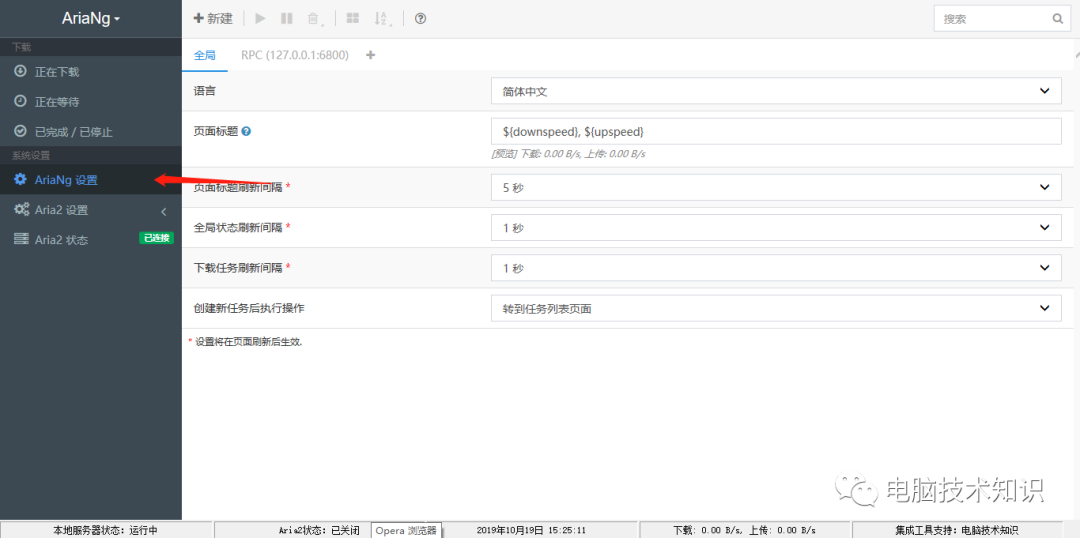 AriaNg
新建
搜索
下载
正在下载
正在等待
已完成 / 已停止
系统设置
AriaNg 设置
Aria2 设置
Aria2 状态
已连接
全局
RPC (127.0.0.1:6800)
语言
简体中文
页面标题
${downspeed}, ${upspeed}
[预览] 下载: 0.00 B/s, 上传: 0.00 B/s
页面标题刷新间隔 *
5 秒
全局状态刷新间隔 *
1 秒
下载任务刷新间隔 *
1 秒
创建新任务后执行操作
转到任务列表页面
* 设置将在页面刷新后生效.
电脑技术知识
本地服务器状态: 运行中
Aria2状态: 已关闭
Opera 浏览器
2019年10月19日 15:25:11
下载: 0.00 B/s, 上传: 0.00 B/s
集成工具支持: 电脑技术知识